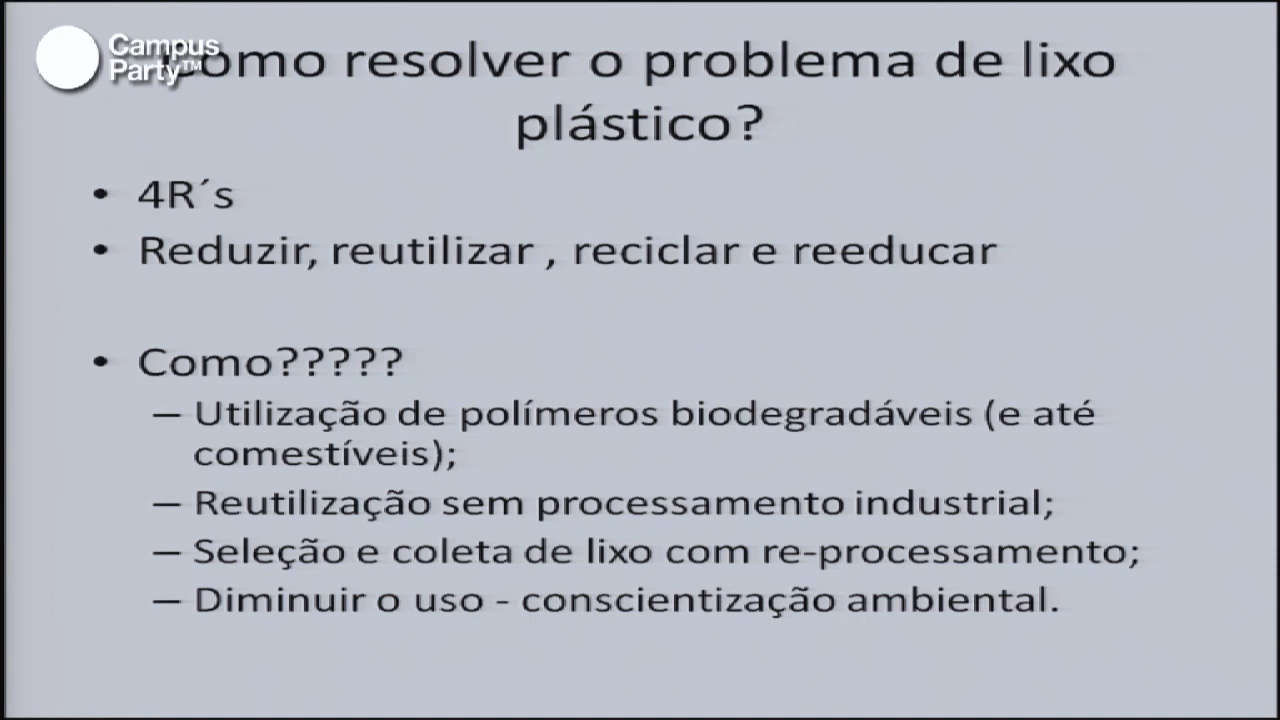 Campus
Party™
Como resolver o problema de lixo
plástico?
• 4R´s
• Reduzir, reutilizar , reciclar e reeducar
• Como?????
– Utilização de polímeros biodegradáveis (e até
comestíveis);
– Reutilização sem processamento industrial;
– Seleção e coleta de lixo com re-processamento;
– Diminuir o uso - conscientização ambiental.